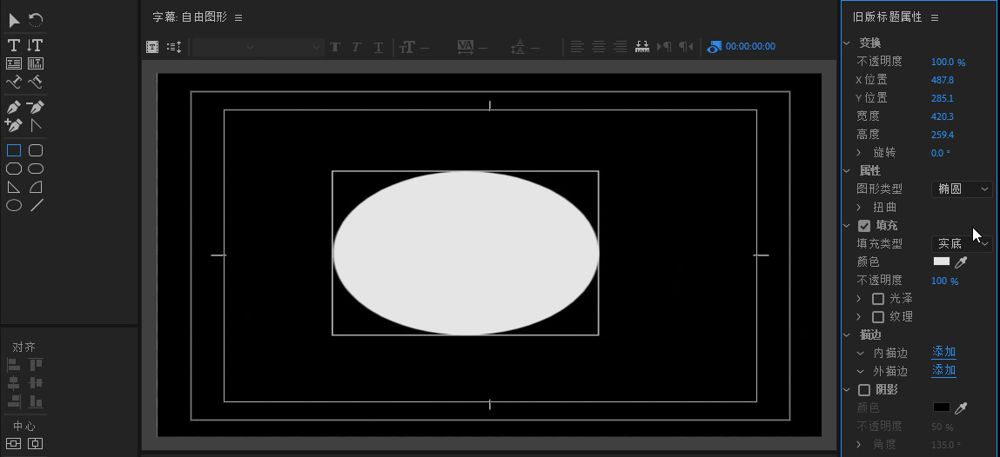 字幕: 自由图形
旧版标题属性
T T
T T T T VA
00:00:00:00
变换
不透明度 100.0 %
X 位置 487.8
Y 位置 285.1
宽度 420.3
高度 259.4
旋转 0.0 °
属性
图形类型 椭圆
扭曲
填充
填充类型 实底
颜色
不透明度 100 %
光泽
纹理
描边
内描边 添加
外描边 添加
阴影
颜色
不透明度 50 %
角度 135.0 °
对齐
中心